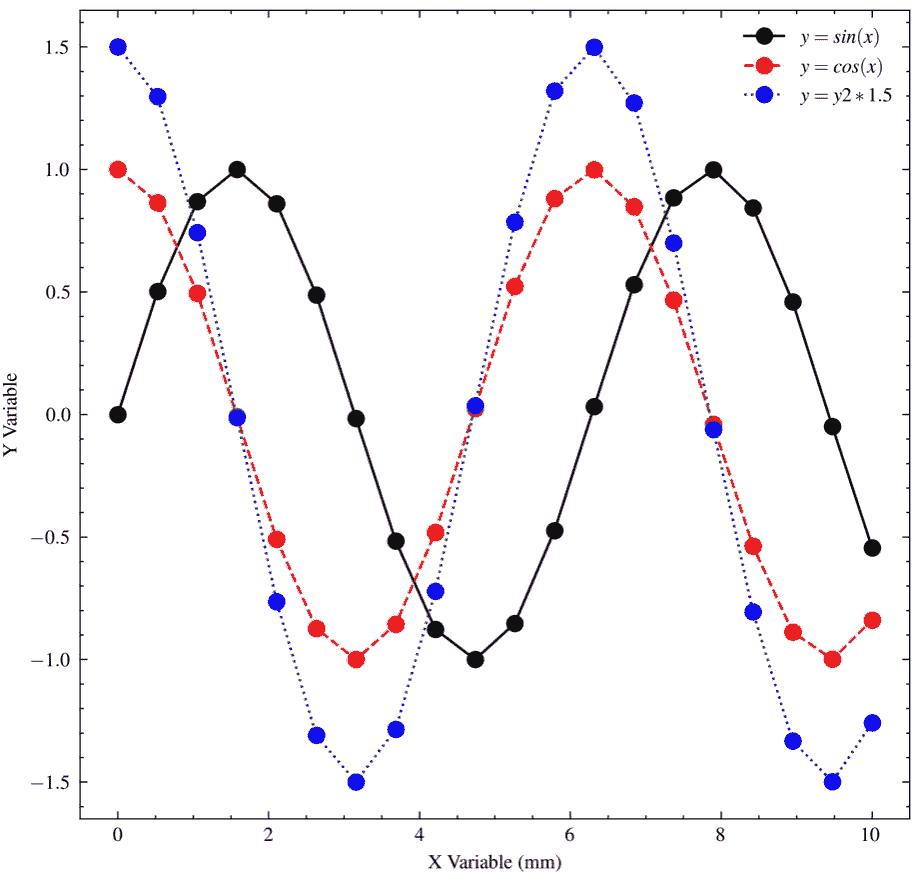 y = sin(x)
y = cos(x)
y = y2 * 1.5
1.5
1.0
0.5
0.0
−0.5
−1.0
−1.5
Y Variable
0 2 4 6 8 10
X Variable (mm)